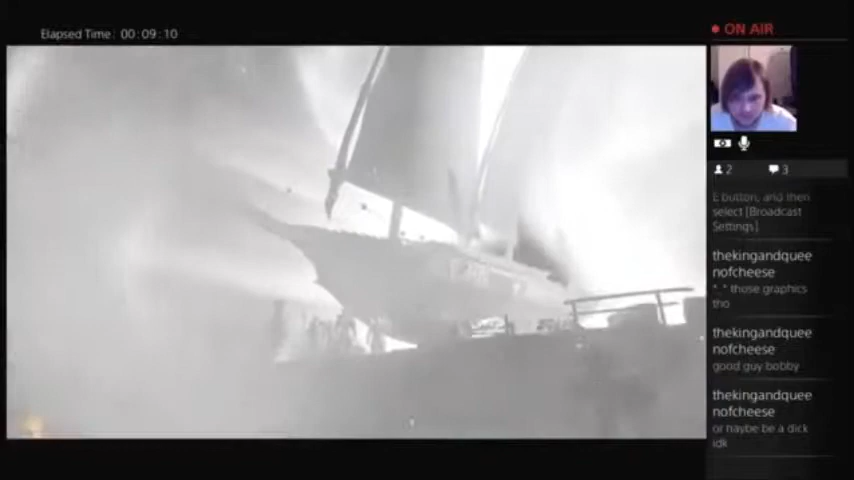 Elapsed Time: 00:09:10
ON AIR
2
3
E button, and then
select [Broadcast
Settings]
thekingandquee
nofcheese
*.* those graphics
tho
thekingandquee
nofcheese
good guy bobby
thekingandquee
nofcheese
or naybe be a dick
idk